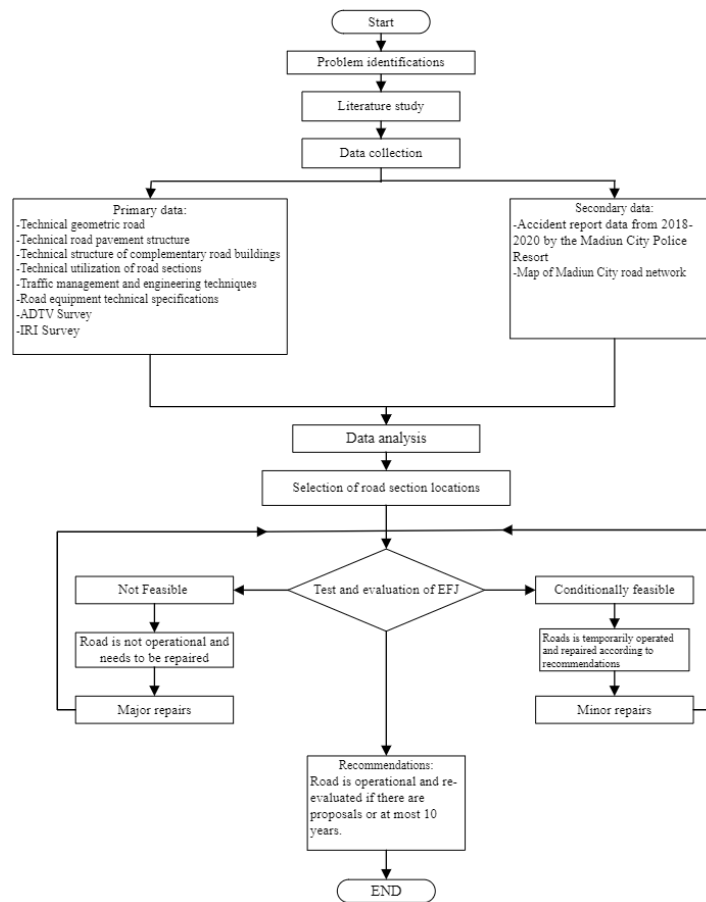 Start
Problem identifications
Literature study
Data collection
Primary data:
-Technical geometric road
-Technical road pavement structure
-Technical structure of complementary road buildings
-Technical utilization of road sections
-Traffic management and engineering techniques
-Road equipment technical specifications
-ADTV Survey
-IRI Survey
Secondary data:
-Accident report data from 2018-
2020 by the Madiun City Police
Resort
-Map of Madiun City road network
Data analysis
Selection of road section locations
Test and evaluation of EFJ
Not Feasible
Road is not operational and
needs to be repaired
Major repairs
Conditionally feasible
Roads is temporarily operated
and repaired according to
recommendations
Minor repairs
Recommendations:
Road is operational and re-
evaluated if there are
proposals or at most 10
years.
END